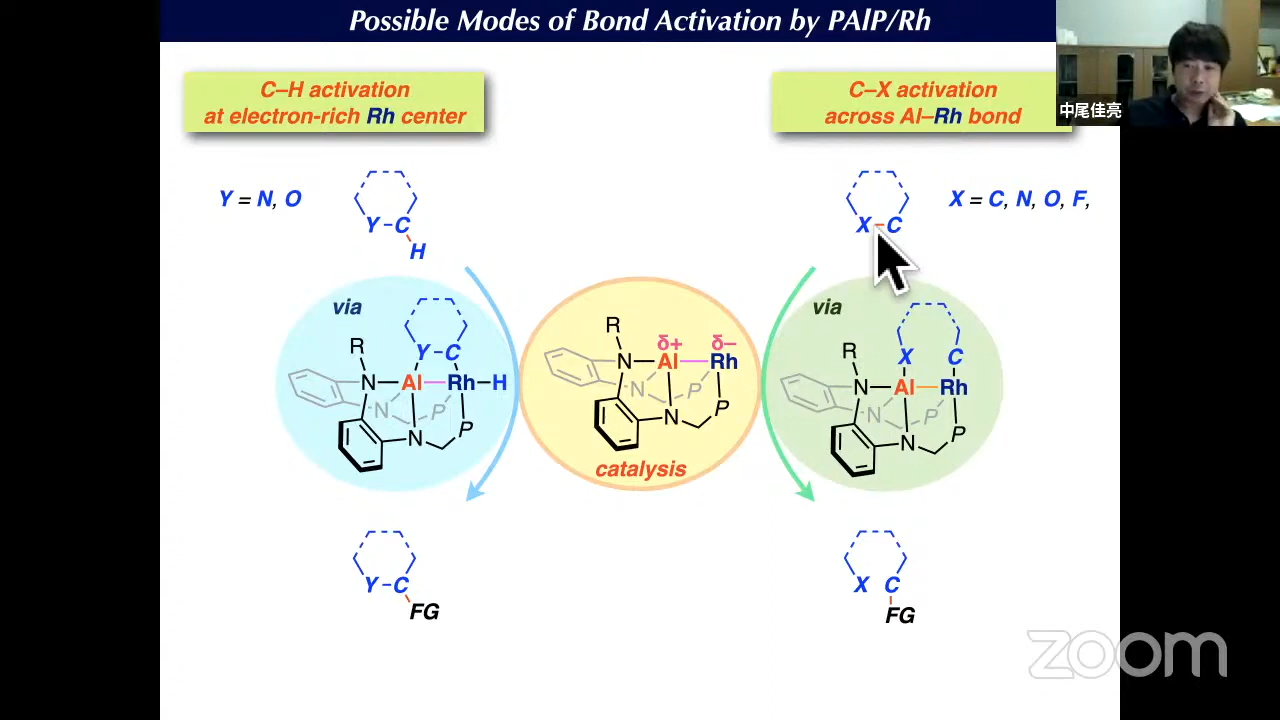 Possible Modes of Bond Activation by PAlP/Rh
中尾佳亮
C–H activation
at electron-rich Rh center
C–X activation
across Al–Rh bond
Y = N, O
Y
C
H
X
C
X = C, N, O, F,
via
R
Y
C
N
Al
Rh
H
N
P
N
P
R
δ+
δ–
N
Al
Rh
N
P
N
P
catalysis
via
R
X
C
N
Al
Rh
N
P
N
P
Y
C
FG
X
C
FG
zoom